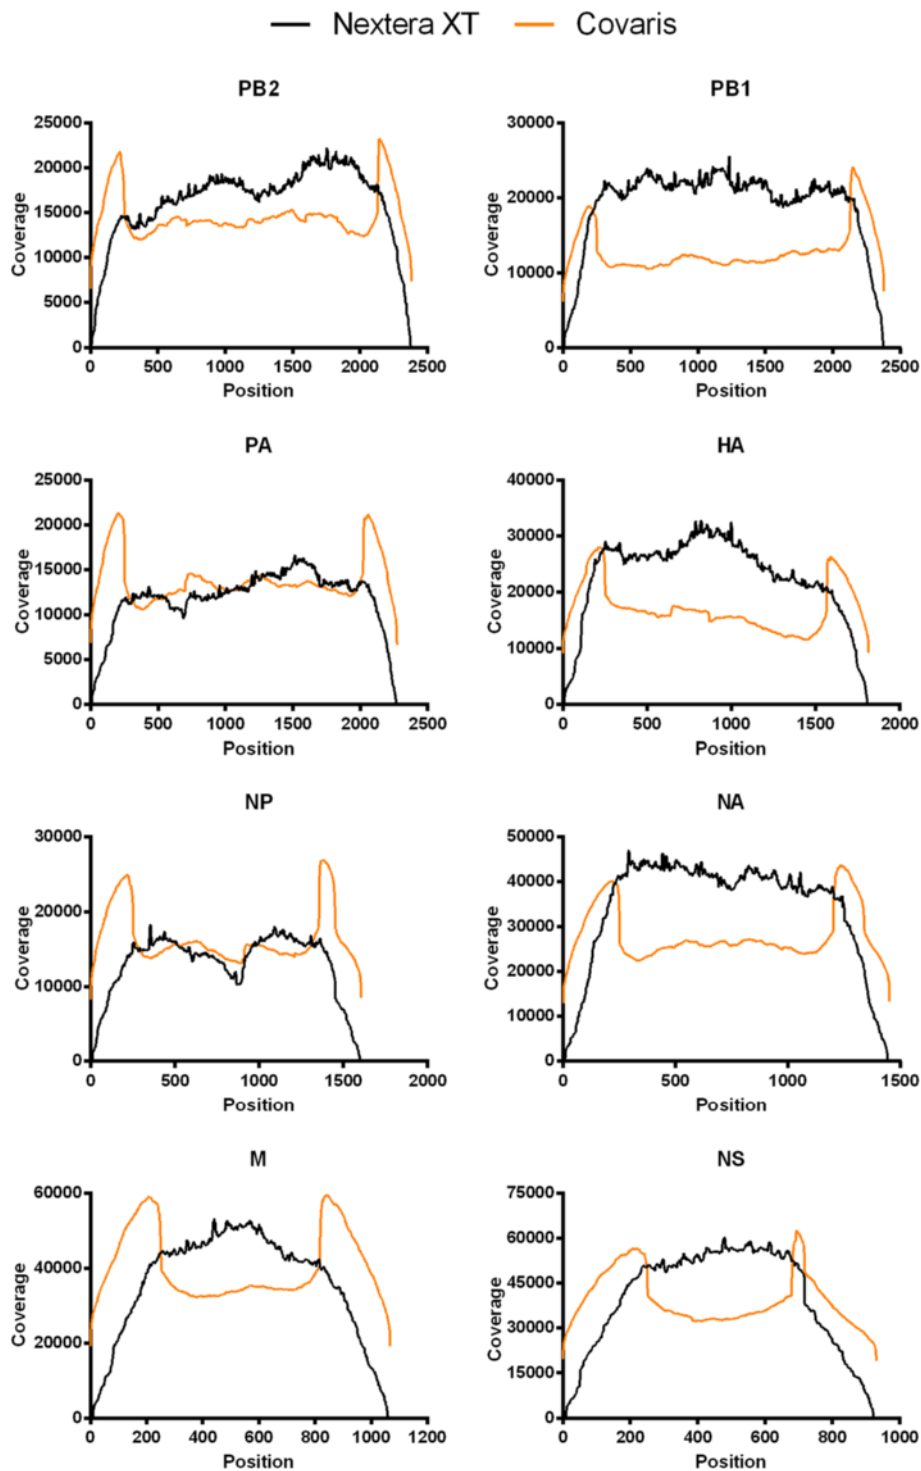 Nextera XT Covaris
PB2 PB1
25000 30000
20000
15000 20000
10000 10000
5000
0 0
Coverage Coverage
0 500 1000 1500 2000 2500 0 500 1000 1500 2000 2500
Position Position
PA HA
25000 40000
20000 30000
15000 20000
10000 10000
5000
0 0
Coverage Coverage
0 500 1000 1500 2000 2500 0 500 1000 1500 2000
Position Position
NP NA
30000 50000
40000
20000 30000
20000
10000 10000
0 0
Coverage Coverage
0 500 1000 1500 2000 0 500 1000 1500
Position Position
M NS
60000 75000
60000
40000 45000
30000
20000 15000
0 0
Coverage Coverage
0 200 400 600 800 1000 1200 0 200 400 600 800 1000
Position Position